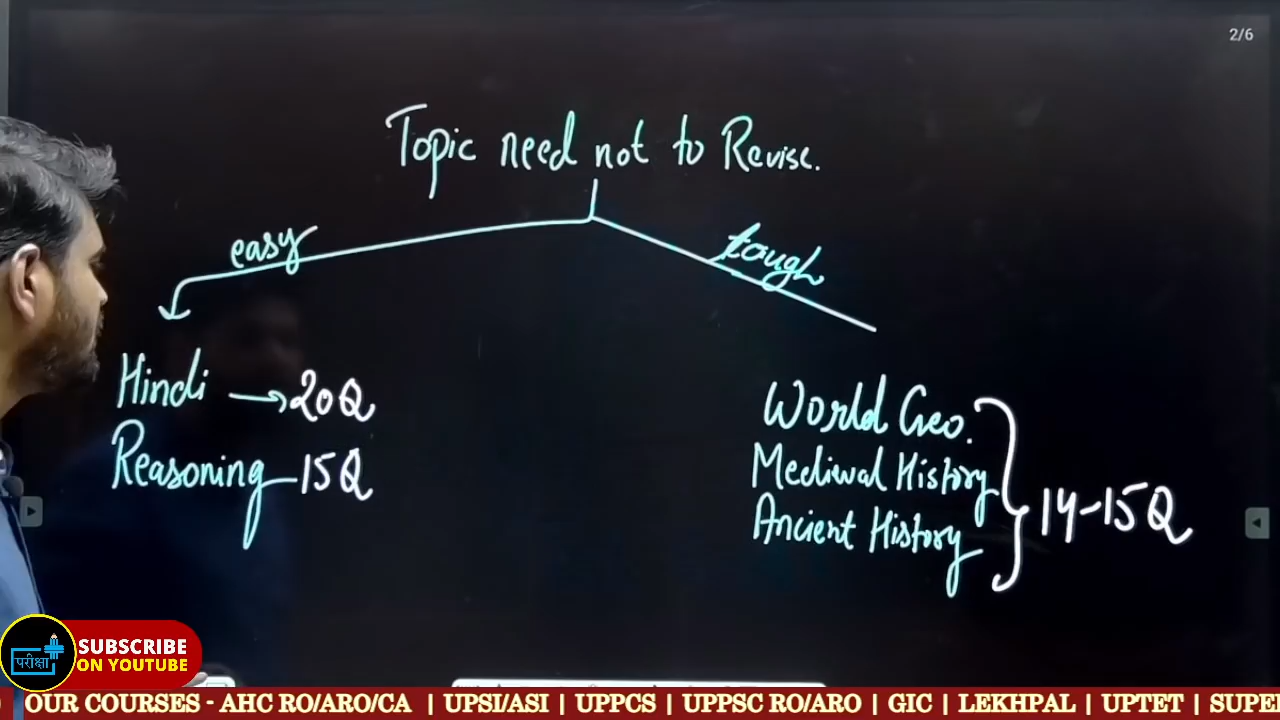 2/6
Topic need not to Revise.
easy
tough
Hindi → 20Q
Reasoning – 15Q
World Geo.
Mediwal History
Ancient History
14-15Q
परीक्षा
SUBSCRIBE
ON YOUTUBE
OUR COURSES - AHC RO/ARO/CA | UPSI/ASI | UPPCS | UPPSC RO/ARO | GIC | LEKHPAL | UPTET | SUPE